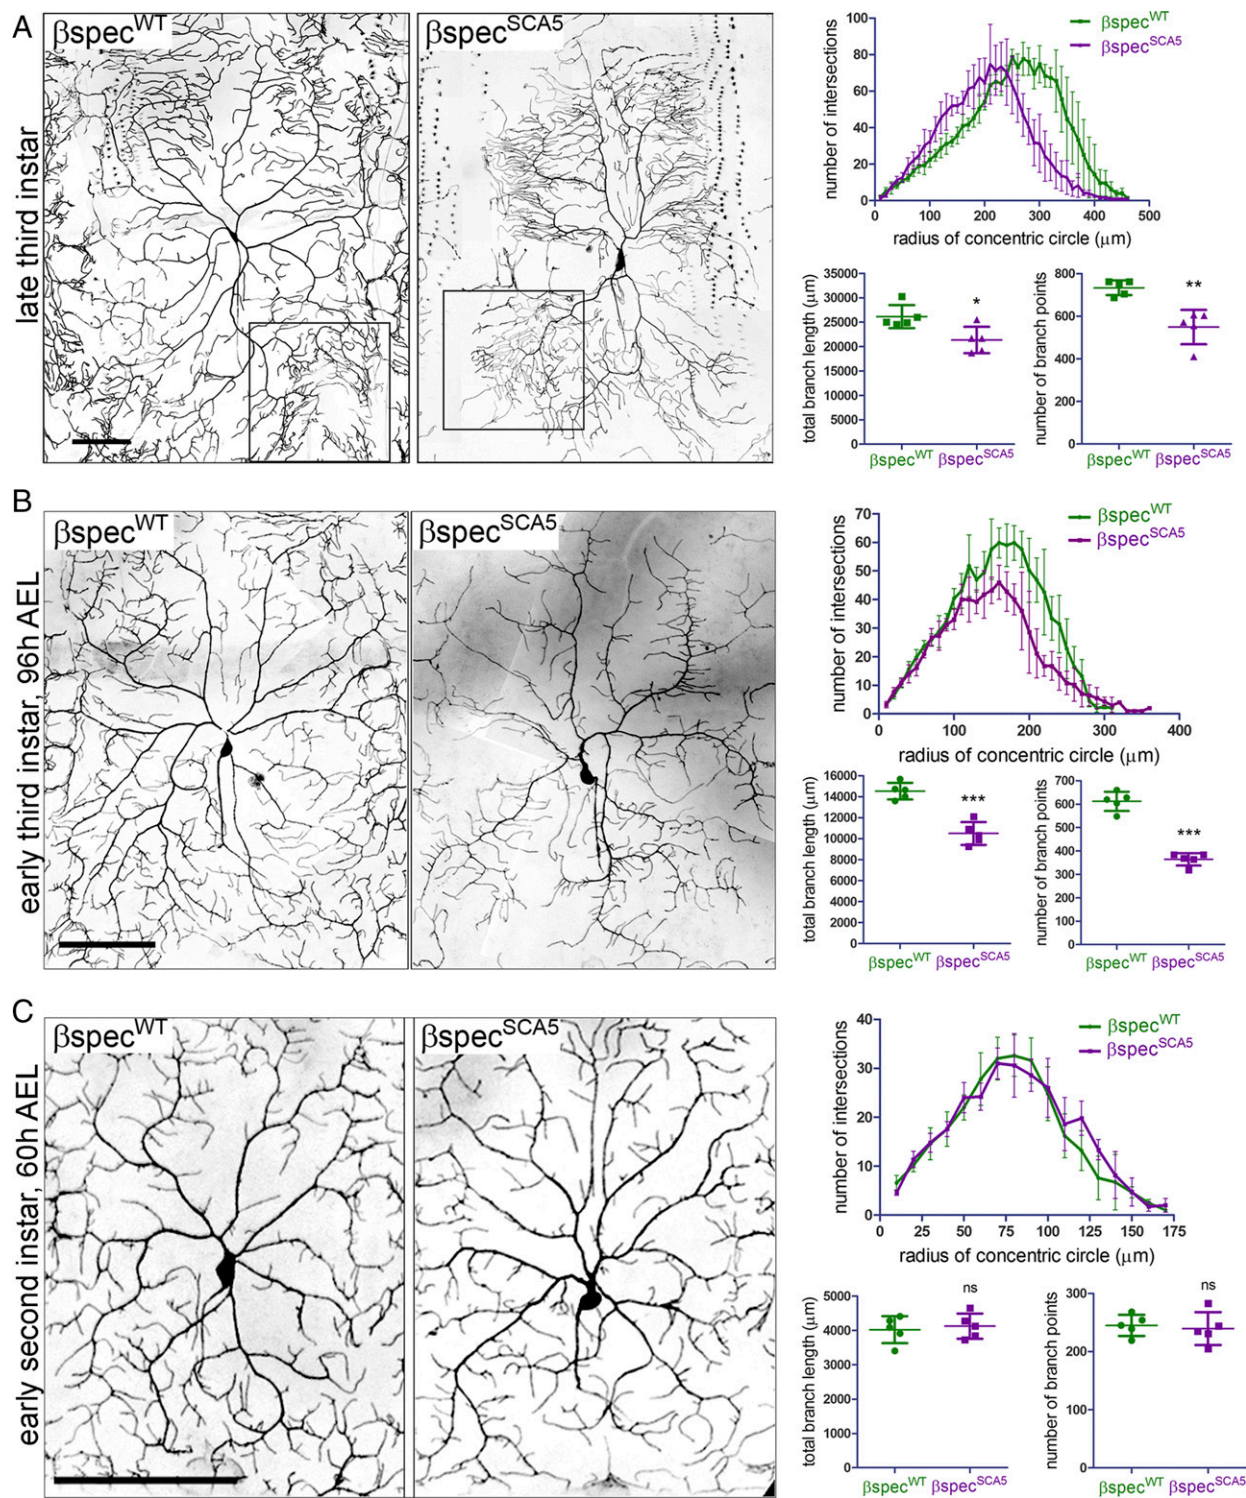 A
βspecWT
βspecSCA5
late third instar
100
80
60
40
20
0
number of intersections
0 100 200 300 400 500
radius of concentric circle (μm)
βspecWT
βspecSCA5
35000
30000
25000
20000
15000
10000
5000
0
total branch length (μm)
*
βspecWT βspecSCA5
800
600
400
200
0
number of branch points
**
βspecWT βspecSCA5
B
βspecWT
βspecSCA5
early third instar, 96h AEL
70
60
50
40
30
20
10
0
number of intersections
0 100 200 300 400
radius of concentric circle (μm)
βspecWT
βspecSCA5
16000
14000
12000
10000
8000
6000
4000
2000
0
total branch length (μm)
***
βspecWT βspecSCA5
700
600
500
400
300
200
100
0
number of branch points
***
βspecWT βspecSCA5
C
βspecWT
βspecSCA5
early second instar, 60h AEL
40
30
20
10
0
number of intersections
0 25 50 75 100 125 150 175
radius of concentric circle (μm)
βspecWT
βspecSCA5
5000
4000
3000
2000
1000
0
total branch length (μm)
ns
βspecWT βspecSCA5
300
200
100
0
number of branch points
ns
βspecWT βspecSCA5